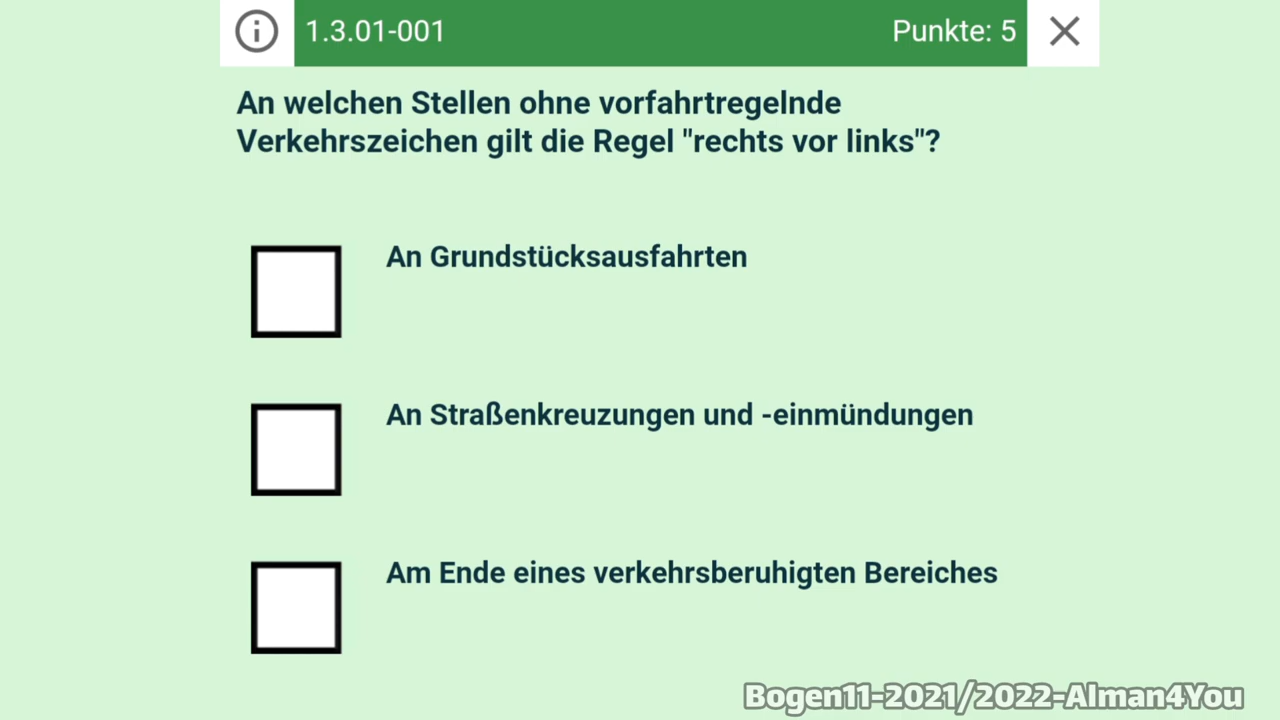 1.3.01-001
Punkte: 5
An welchen Stellen ohne vorfahrtregelnde
Verkehrszeichen gilt die Regel "rechts vor links"?
An Grundstücksausfahrten
An Straßenkreuzungen und -einmündungen
Am Ende eines verkehrsberuhigten Bereiches
Bogen11-2021/2022-Alman4You